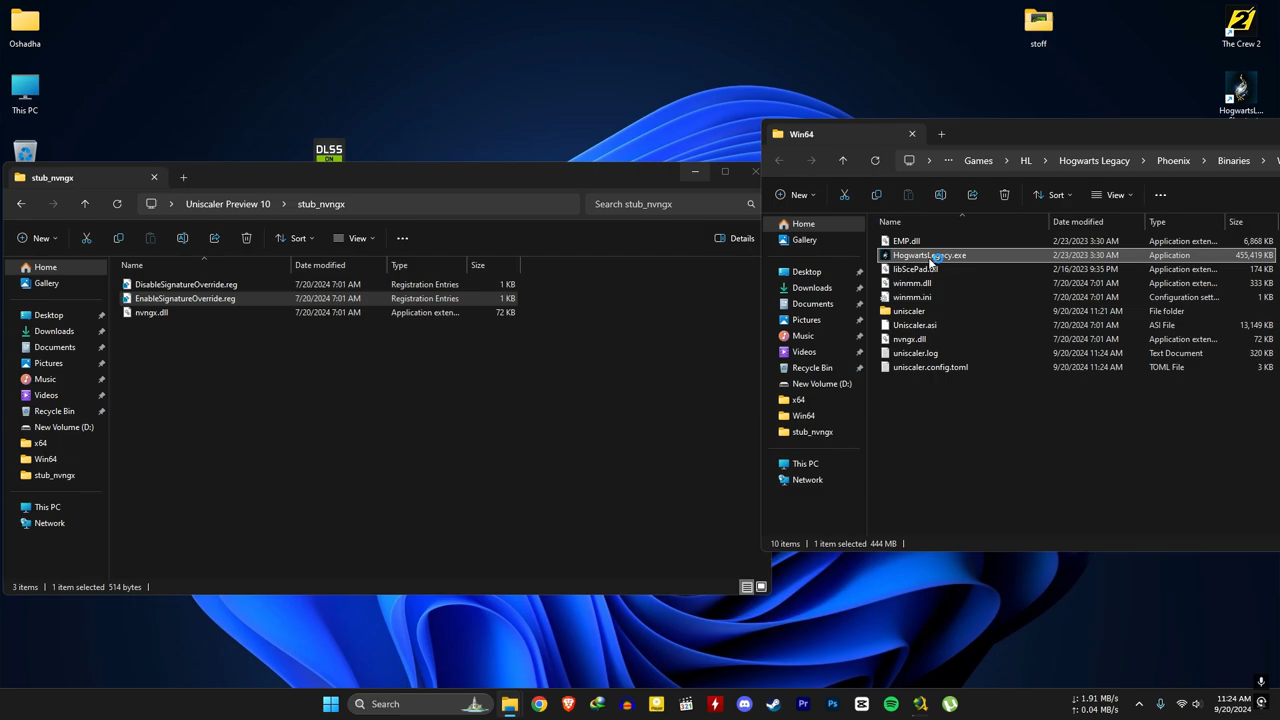 Oshadha
This PC
DLSS
ON
stoff
The Crew 2
HogwartsL...
stub_nvngx
Uniscaler Preview 10
stub_nvngx
Search stub_nvngx
New
Sort
View
Details
Name
Date modified
Type
Size
Home
Gallery
Desktop
Downloads
Documents
Pictures
Music
Videos
Recycle Bin
New Volume (D:)
x64
Win64
stub_nvngx
This PC
Network
DisableSignatureOverride.reg 7/20/2024 7:01 AM Registration Entries 1 KB
EnableSignatureOverride.reg 7/20/2024 7:01 AM Registration Entries 1 KB
nvngx.dll 7/20/2024 7:01 AM Application exten... 72 KB
3 items 1 item selected 514 bytes
Win64
Games
HL
Hogwarts Legacy
Phoenix
Binaries
New
Sort
View
Name
Date modified
Type
Size
Home
Gallery
Desktop
Downloads
Documents
Pictures
Music
Videos
Recycle Bin
New Volume (D:)
x64
Win64
stub_nvngx
This PC
Network
EMP.dll 2/23/2023 3:30 AM Application exten... 6,868 KB
HogwartsLegacy.exe 2/23/2023 3:30 AM Application 455,419 KB
libScePad.dll 2/16/2023 9:35 PM Application exten... 174 KB
winmm.dll 7/20/2024 7:01 AM Application exten... 333 KB
winmm.ini 7/20/2024 7:01 AM Configuration sett... 1 KB
uniscaler 9/20/2024 11:21 AM File folder
Uniscaler.asi 7/20/2024 7:01 AM ASI File 13,149 KB
nvngx.dll 7/20/2024 7:01 AM Application exten... 72 KB
uniscaler.log 9/20/2024 11:24 AM Text Document 320 KB
uniscaler.config.toml 9/20/2024 11:24 AM TOML File 3 KB
10 items 1 item selected 444 MB
Search
Pr
Ps
↓: 1.91 MB/s
↑: 0.04 MB/s
11:24 AM
9/20/2024